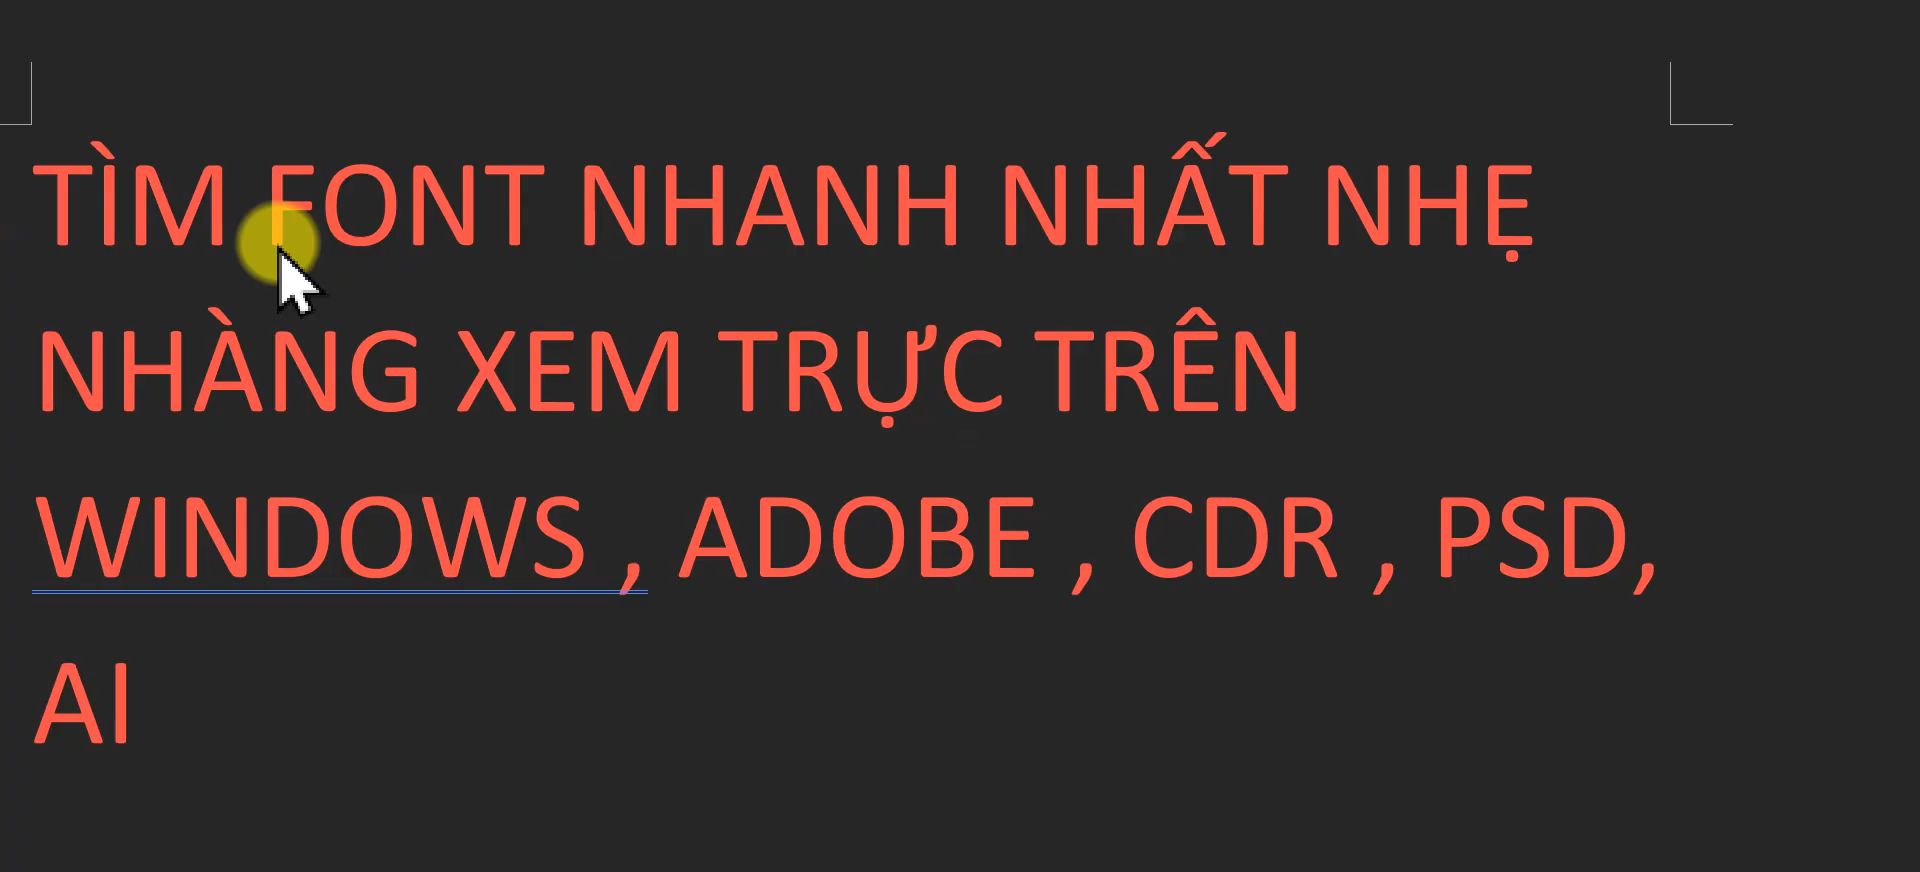 TÌM FONT NHANH NHẤT NHẸ
NHÀNG XEM TRỰC TRÊN
WINDOWS , ADOBE , CDR , PSD,
AI